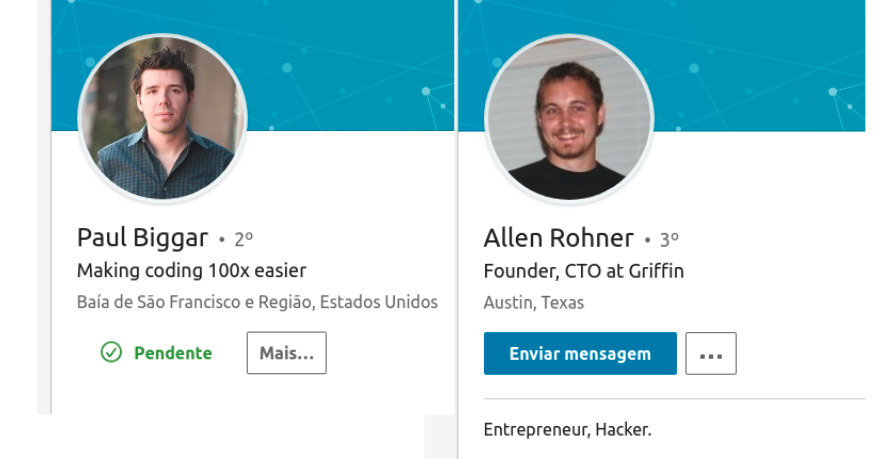 Paul Biggar • 2º
Making coding 100x easier
Baía de São Francisco e Região, Estados Unidos
Pendente
Mais...
Allen Rohner • 3º
Founder, CTO at Griffin
Austin, Texas
Enviar mensagem
...
Entrepreneur, Hacker.